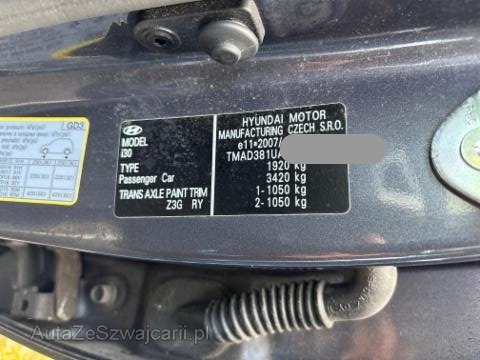 GD3
MODEL
i30
TYPE
Passenger Car
TRANS AXLE PAINT TRIM
Z3G RY
HYUNDAI MOTOR
MANUFACTURING CZECH S.R.O.
e11*2007/
TMAD381U
1920 kg
3420 kg
1-1050 kg
2-1050 kg
AutaZeSzwajcarii.pl